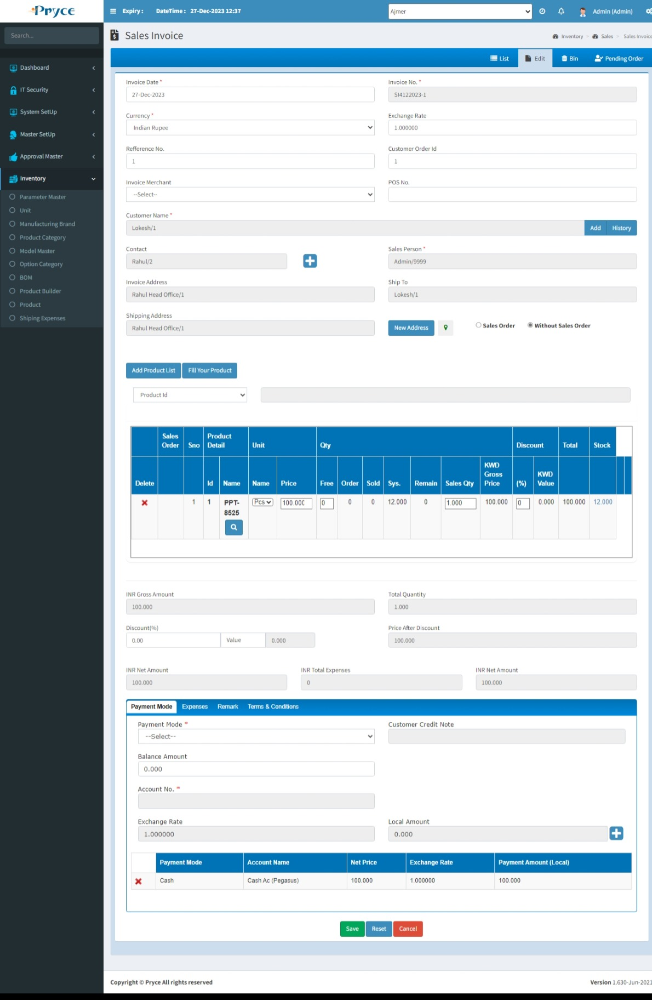 Pryce
Expiry :
DateTime : 27-Dec-2023 12:37
Ajmer
Admin (Admin)
Search...
Sales Invoice
Inventory > Sales > Sales Invoice
List
Edit
Bin
Pending Order
Dashboard
IT Security
System SetUp
Master SetUp
Approval Master
Inventory
Parameter Master
Unit
Manufacturing Brand
Product Category
Model Master
Option Category
BOM
Product Builder
Product
Shiping Expenses
Invoice Date *
27-Dec-2023
Invoice No. *
SI4122023-1
Currency *
Indian Rupee
Exchange Rate
1.000000
Refference No.
1
Customer Order Id
1
Invoice Merchant
--Select--
POS No.
Customer Name *
Lokesh/1
Add
History
Contact
Rahul/2
Sales Person *
Admin/9999
Invoice Address
Rahul Head Office/1
Ship To
Lokesh/1
Shipping Address
Rahul Head Office/1
New Address
Sales Order
Without Sales Order
Add Product List
Fill Your Product
Product Id
Sales Order
Sno
Product Detail
Unit
Qty
Discount
Total
Stock
Delete
Id
Name
Name
Price
Free
Order
Sold
Sys.
Remain
Sales Qty
KWD Gross Price
(%)
KWD Value
1
1
PPT-8525
Pcs
100.000
0
0
0
12.000
0
1.000
100.000
0
0.000
100.000
12.000
INR Gross Amount
100.000
Total Quantity
1.000
Discount(%)
0.00
Value
0.000
Price After Discount
100.000
INR Net Amount
100.000
INR Total Expenses
0
INR Net Amount
100.000
Payment Mode
Expenses
Remark
Terms & Conditions
Payment Mode *
--Select--
Customer Credit Note
Balance Amount
0.000
Account No. *
Exchange Rate
1.000000
Local Amount
0.000
Payment Mode
Account Name
Net Price
Exchange Rate
Payment Amount (Local)
Cash
Cash Ac (Pegasus)
100.000
1.000000
100.000
Save
Reset
Cancel
Copyright © Pryce All rights reserved
Version 1.630-Jun-2021